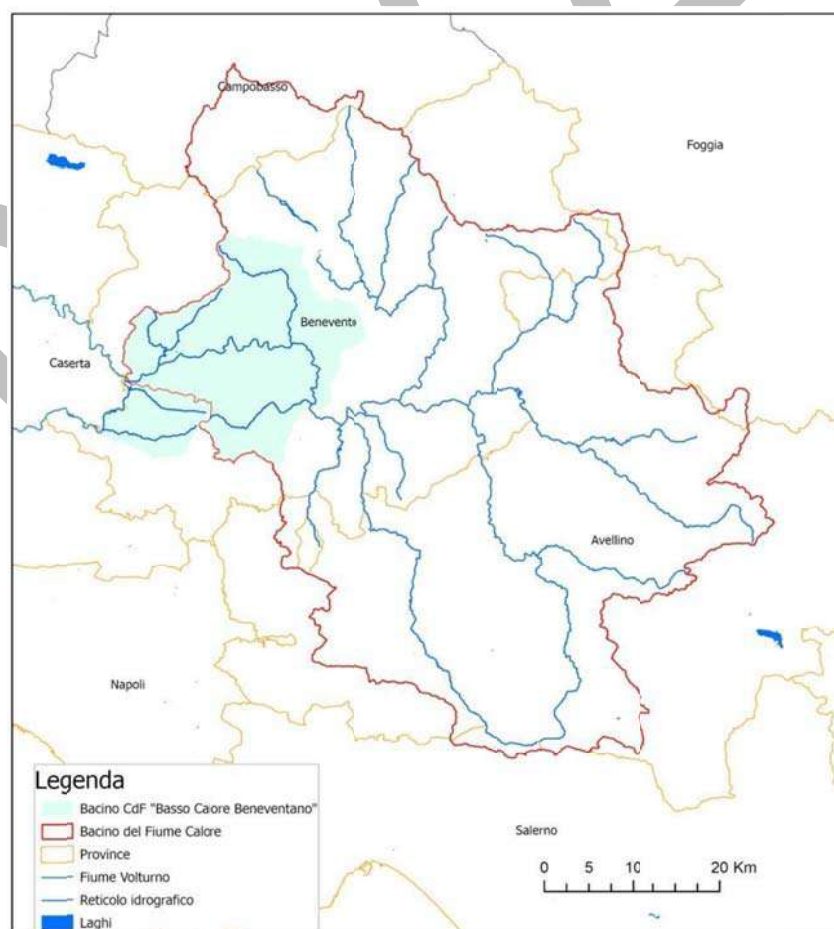 Campobasso
Foggia
Benevento
Caserta
Avellino
Napoli
Salerno
Legenda
Bacino CdF "Basso Calore Beneventano"
Bacino del Fiume Calore
Province
Fiume Volturno
Reticolo idrografico
Laghi
0 5 10 20 Km